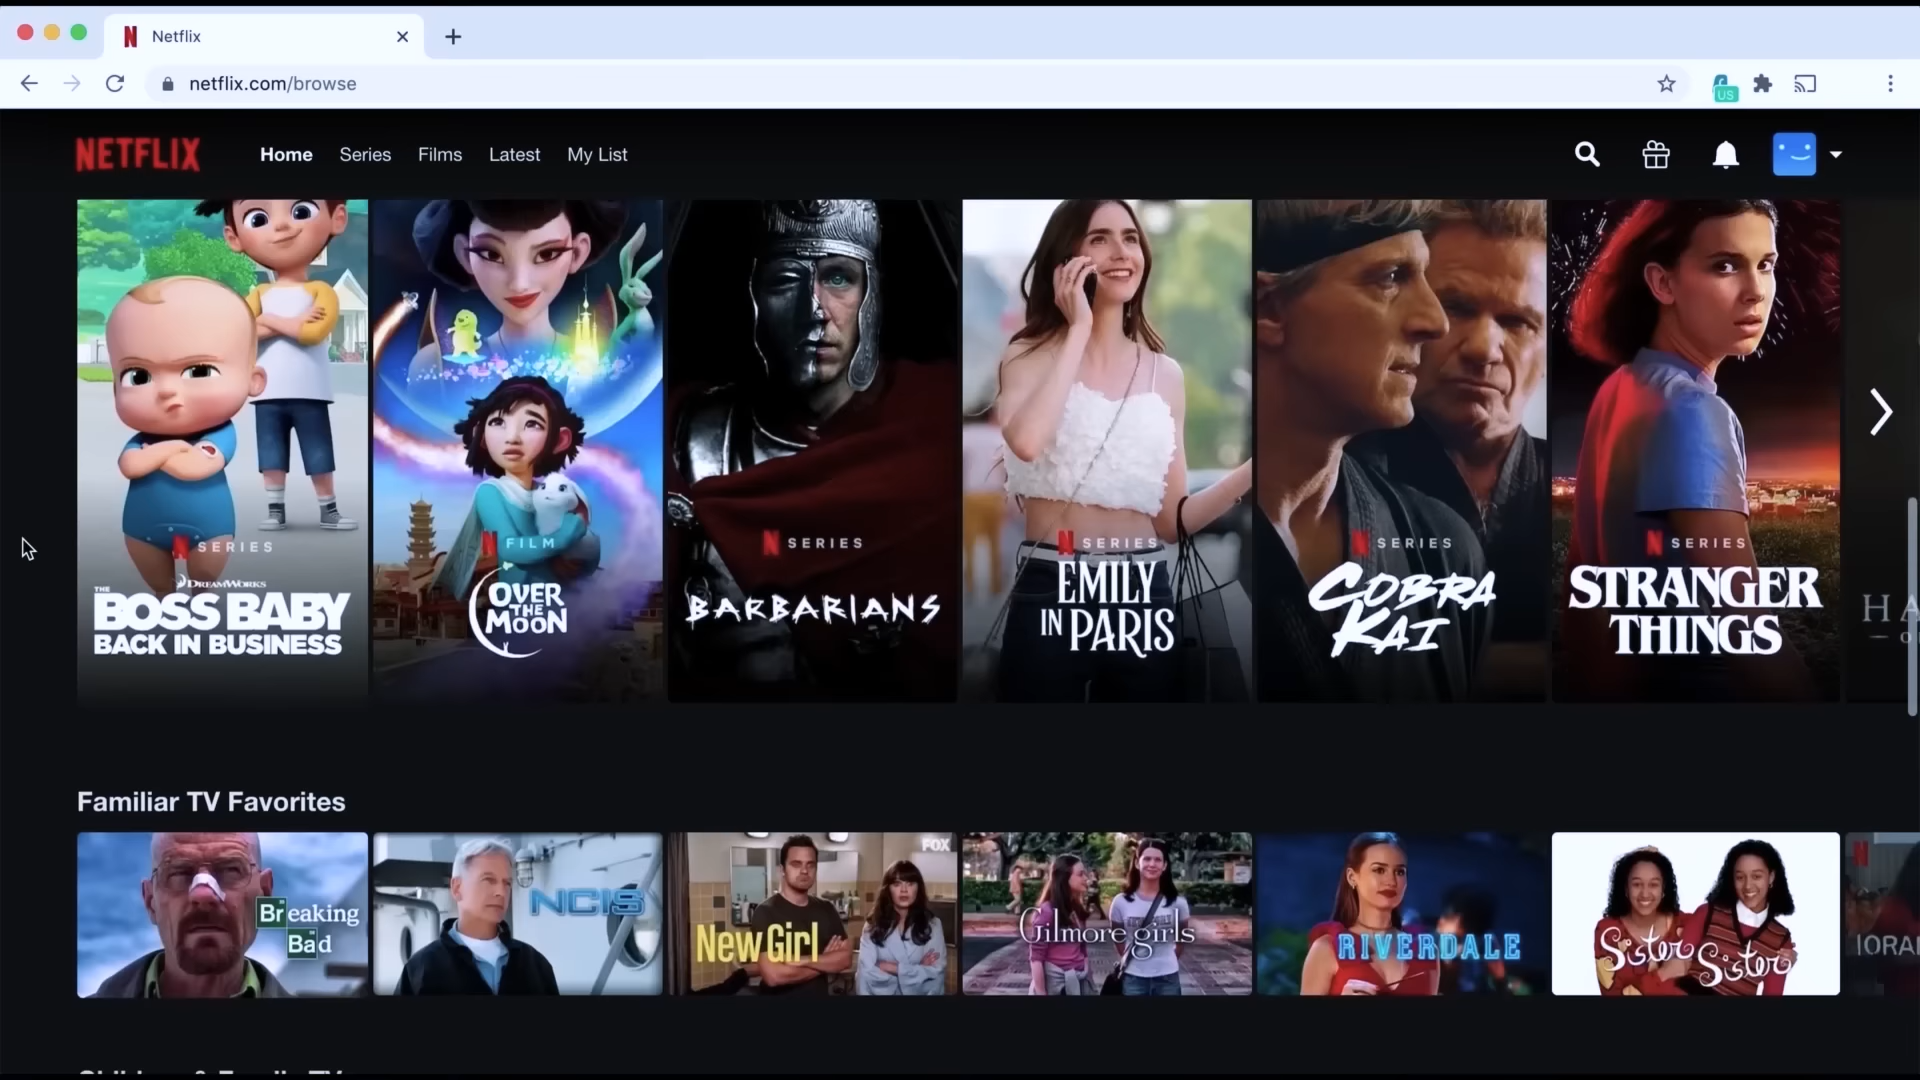 Netflix
netflix.com/browse
US
NETFLIX
Home Series Films Latest My List
N SERIES
DREAMWORKS
THE
BOSS BABY
BACK IN BUSINESS
N FILM
OVER
THE
MOON
N SERIES
BARBARIANS
N SERIES
EMILY
IN PARIS
N SERIES
COBRA
KAI
N SERIES
STRANGER
THINGS
HA
Familiar TV Favorites
Breaking
Bad
NCIS
FOX
New Girl
Gilmore girls
RIVERDALE
Sister
Sister